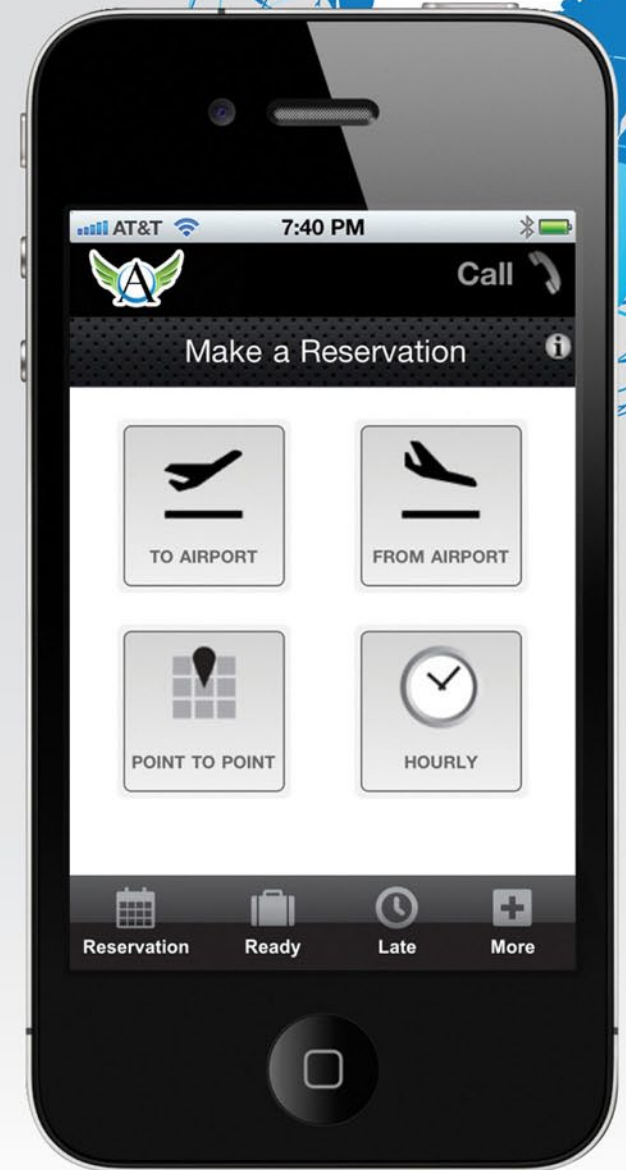 AT&T 7:40 PM
A
Call
Make a Reservation
TO AIRPORT FROM AIRPORT
POINT TO POINT HOURLY
Reservation Ready Late More